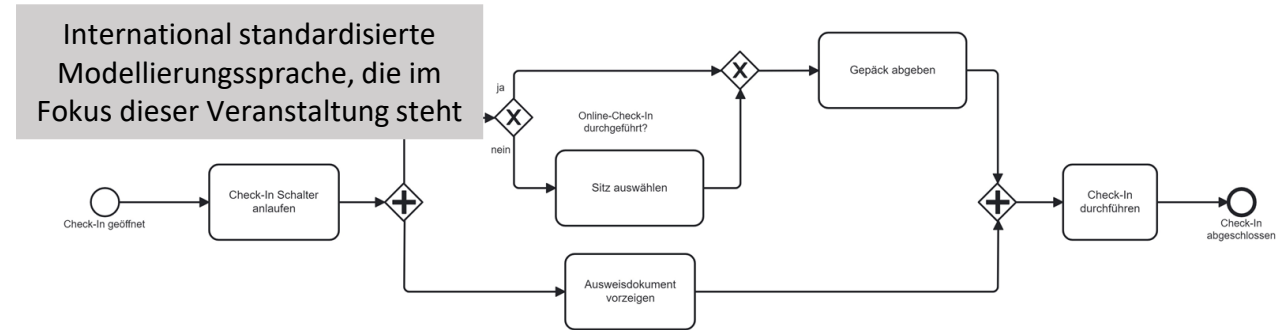 International standardisierte
Modellierungssprache, die im
Fokus dieser Veranstaltung steht
ja
Gepäck abgeben
Online-Check-In
durchgeführt?
nein
Sitz auswählen
Check-In Schalter
anlaufen
Check-In geöffnet
Check-In
durchführen
Check-In
abgeschlossen
Ausweisdokument
vorzeigen